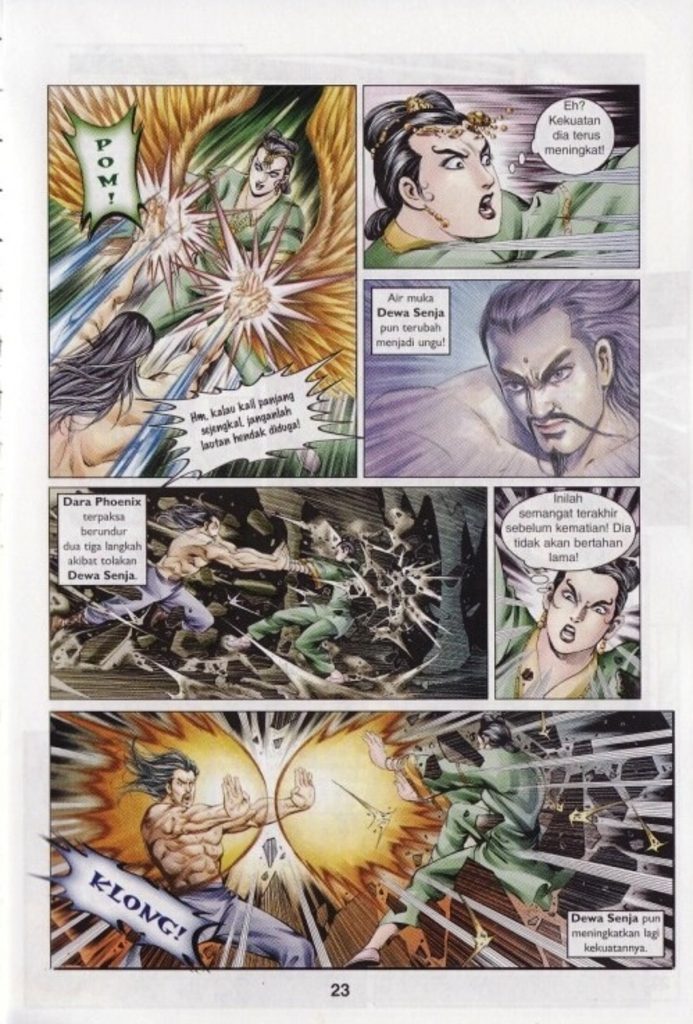 POM!
Hm, kalau kail panjang
sejengkal, janganlah
lautan hendak diduga!
Eh?
Kekuatan
dia terus
meningkat!
Air muka
Dewa Senja
pun terubah
menjadi ungu!
Dara Phoenix
terpaksa
berundur
dua tiga langkah
akibat tolakan
Dewa Senja.
Inilah
semangat terakhir
sebelum kematian! Dia
tidak akan bertahan
lama!
KLONG!
Dewa Senja pun
meningkatkan lagi
kekuatannya.
23